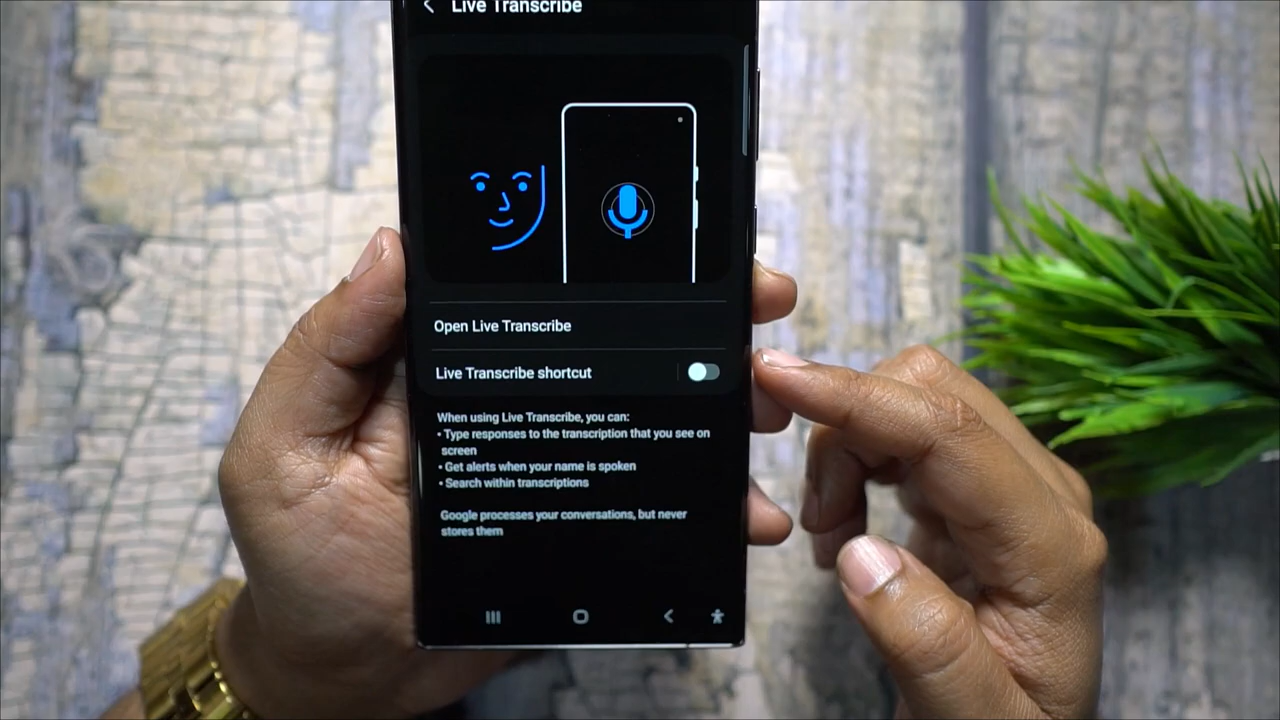 Live Transcribe
Open Live Transcribe
Live Transcribe shortcut
When using Live Transcribe, you can:
• Type responses to the transcription that you see on
screen
• Get alerts when your name is spoken
• Search within transcriptions
Google processes your conversations, but never
stores them